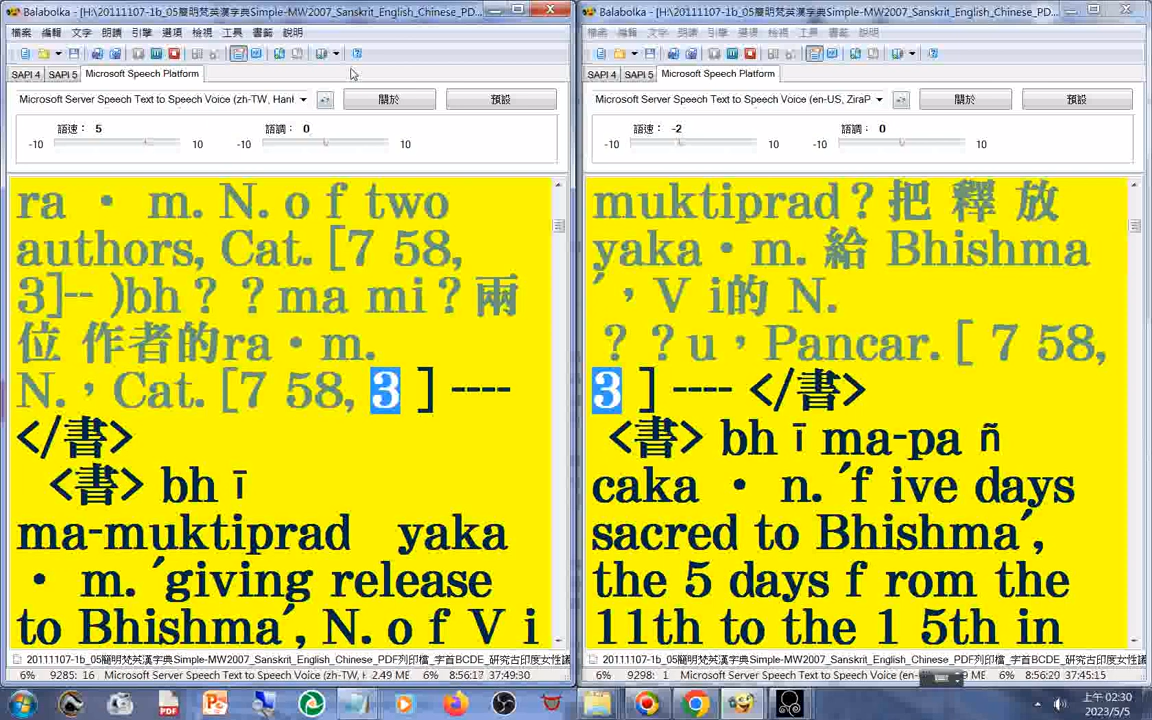 Balabolka - [H:\20111107-1b_05簡明梵英漢字典Simple-MW2007_Sanskrit_English_Chinese_PD...
檔案 編輯 文字 朗讀 引擎 選項 檢視 工具 書籤 說明
SAPI 4 SAPI 5 Microsoft Speech Platform
Microsoft Server Speech Text to Speech Voice (zh-TW, Hanl
關於 預設
語速： 5 語調： 0
-10 10 -10 10
ra ・ m. N. o f two
authors, Cat. [7 58,
3]-- )bh？？ma mi？兩
位 作者的ra・m.
N.，Cat. [7 58, 3 ] ----
</書>
<書> bh ī
ma-muktiprad yaka
・ m. ´giving release
to Bhishma´, N. o f V i
20111107-1b_05簡明梵英漢字典Simple-MW2007_Sanskrit_English_Chinese_PDF列印檔_字首BCDE_研究古印度女性議
6% 9285: 16 Microsoft Server Speech Text to Speech Voice (zh-TW, H 2.49 ME 6% 8:56:17 37:49:30
Balabolka - [H:\20111107-1b_05簡明梵英漢字典Simple-MW2007_Sanskrit_English_Chinese_PD...
檔案 編輯 文字 朗讀 引擎 選項 檢視 工具 書籤 說明
SAPI 4 SAPI 5 Microsoft Speech Platform
Microsoft Server Speech Text to Speech Voice (en-US, ZiraP
關於 預設
語速： -2 語調： 0
-10 10 -10 10
muktiprad？把 釋 放
yaka・m. 給 Bhishma
´，V i的 N.
？？u，Pancar. [ 7 58,
3 ] ---- </書>
<書> bh ī ma-pa ñ
caka ・ n. ´f ive days
sacred to Bhishma´,
the 5 days f rom the
11th to the 1 5th in
20111107-1b_05簡明梵英漢字典Simple-MW2007_Sanskrit_English_Chinese_PDF列印檔_字首BCDE_研究古印度女性議
6% 9298: 1 Microsoft Server Speech Text to Speech Voice (en-u 9 ME 6% 8:56:20 37:45:15
上午 02:30
2023/5/5